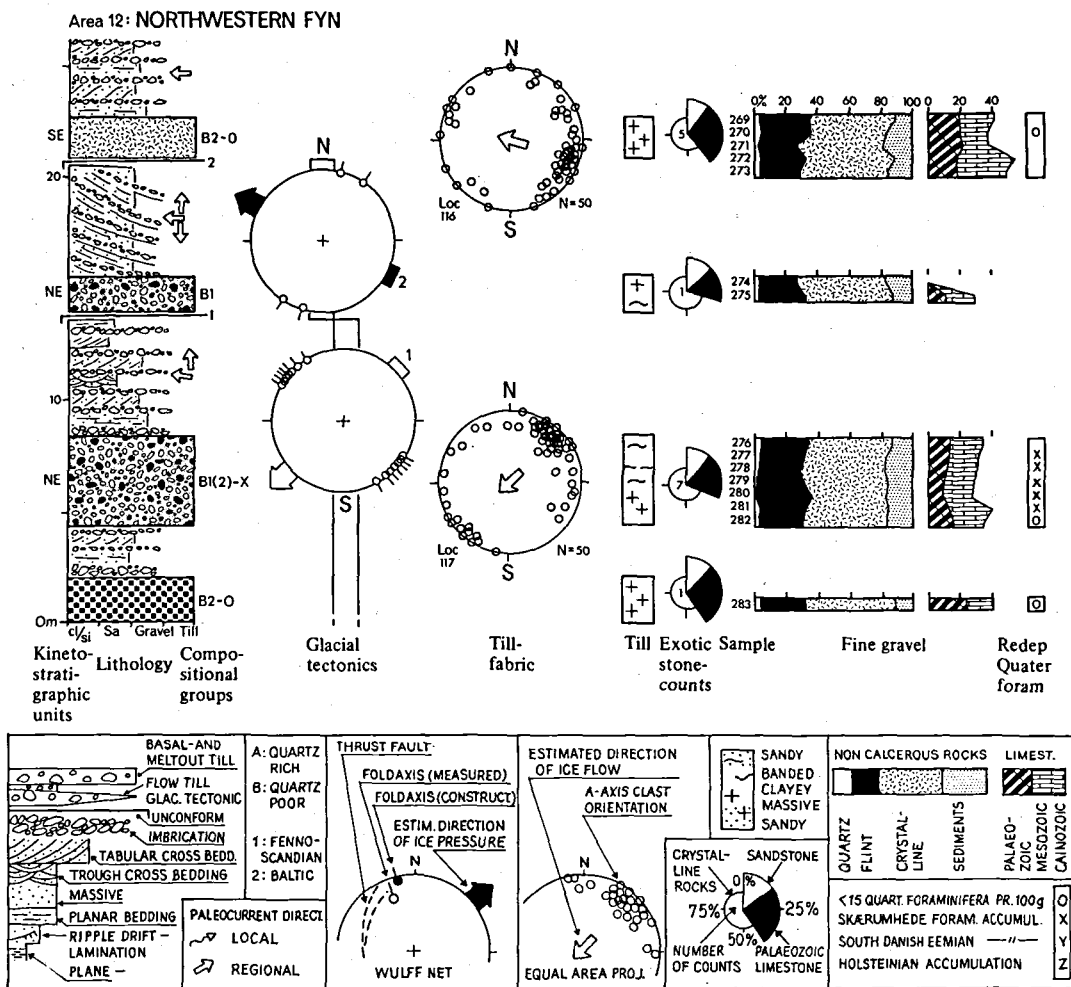 Area 12: NORTHWESTERN FYN
SE
B2-O
2
20
NE
B1
1
10
NE
B1(2)-X
B2-O
Om
cl/si Sa Gravel Till
Kineto-
strati-
graphic
units
Lithology
Compo-
sitional
groups
N
2
1
S
Glacial
tectonics
N
Loc
116
N=50
S
N
Loc
117
N=50
S
Till-
fabric
Till
5
1
7
1
Exotic
stone-
counts
Sample
269
270
271
272
273
274
275
276
277
278
279
280
281
282
283
0% 20 40 60 80 100
0 20 40
Fine gravel
O
X
X
X
X
X
X
O
O
Redep
Quater
foram
BASAL-AND
MELTOUT TILL
FLOW TILL
GLAC. TECTONIC
UNCONFORM
IMBRICATION
TABULAR CROSS BEDD.
TROUGH CROSS BEDDING
MASSIVE
PLANAR BEDDING
RIPPLE DRIFT-
LAMINATION
PLANE —
A: QUARTZ
RICH
B: QUARTZ
POOR
1: FENNO-
SCANDIAN
2: BALTIC
PALEOCURRENT DIRECT.
LOCAL
REGIONAL
THRUST FAULT
FOLDAXIS (MEASURED)
FOLDAXIS (CONSTRUCT)
ESTIM. DIRECTION
OF ICE PRESSURE
N
WULFF NET
ESTIMATED DIRECTION
OF ICE FLOW
A-AXIS CLAST
ORIENTATION
N
EQUAL AREA PROJ.
SANDY
BANDED
CLAYEY
MASSIVE
SANDY
CRYSTAL-
LINE ROCKS
SANDSTONE
0%
75%
25%
50%
NUMBER
OF COUNTS
PALAEOZOIC
LIMESTONE
NON CALCEROUS ROCKS
LIMEST.
QUARTZ
FLINT
CRYSTAL-
LINE
SEDIMENTS
PALAEO-
ZOIC
MESOZOIC
CAINOZOIC
<15 QUART. FORAMINIFERA PR. 100g O
SKÆRUMHEDE FORAM. ACCUMUL. X
SOUTH DANISH EEMIAN —"— Y
HOLSTEINIAN ACCUMULATION Z